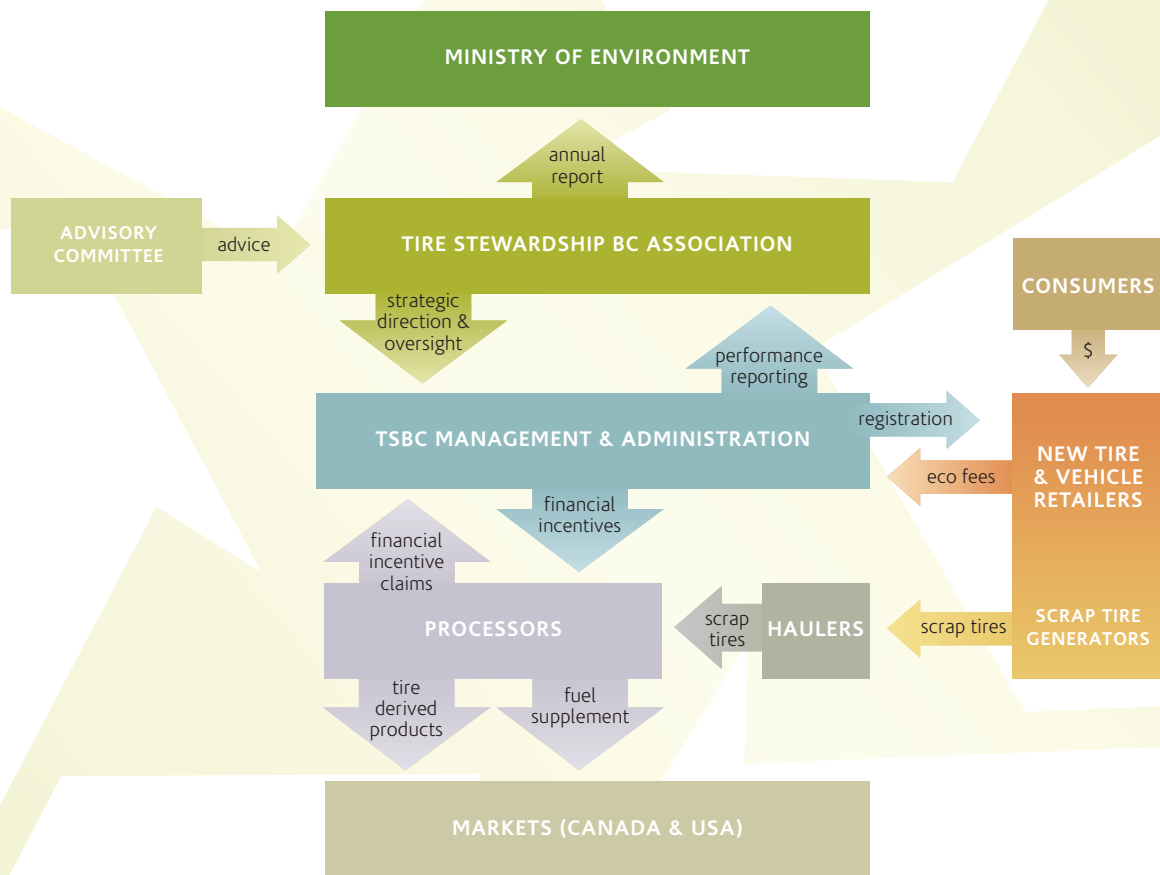 MINISTRY OF ENVIRONMENT
annual
report
ADVISORY
COMMITTEE
advice
TIRE STEWARDSHIP BC ASSOCIATION
CONSUMERS
$
strategic
direction &
oversight
performance
reporting
TSBC MANAGEMENT & ADMINISTRATION
registration
eco fees
NEW TIRE
& VEHICLE
RETAILERS
financial
incentive
claims
financial
incentives
PROCESSORS
scrap
tires
HAULERS
scrap tires
SCRAP TIRE
GENERATORS
tire
derived
products
fuel
supplement
MARKETS (CANADA & USA)